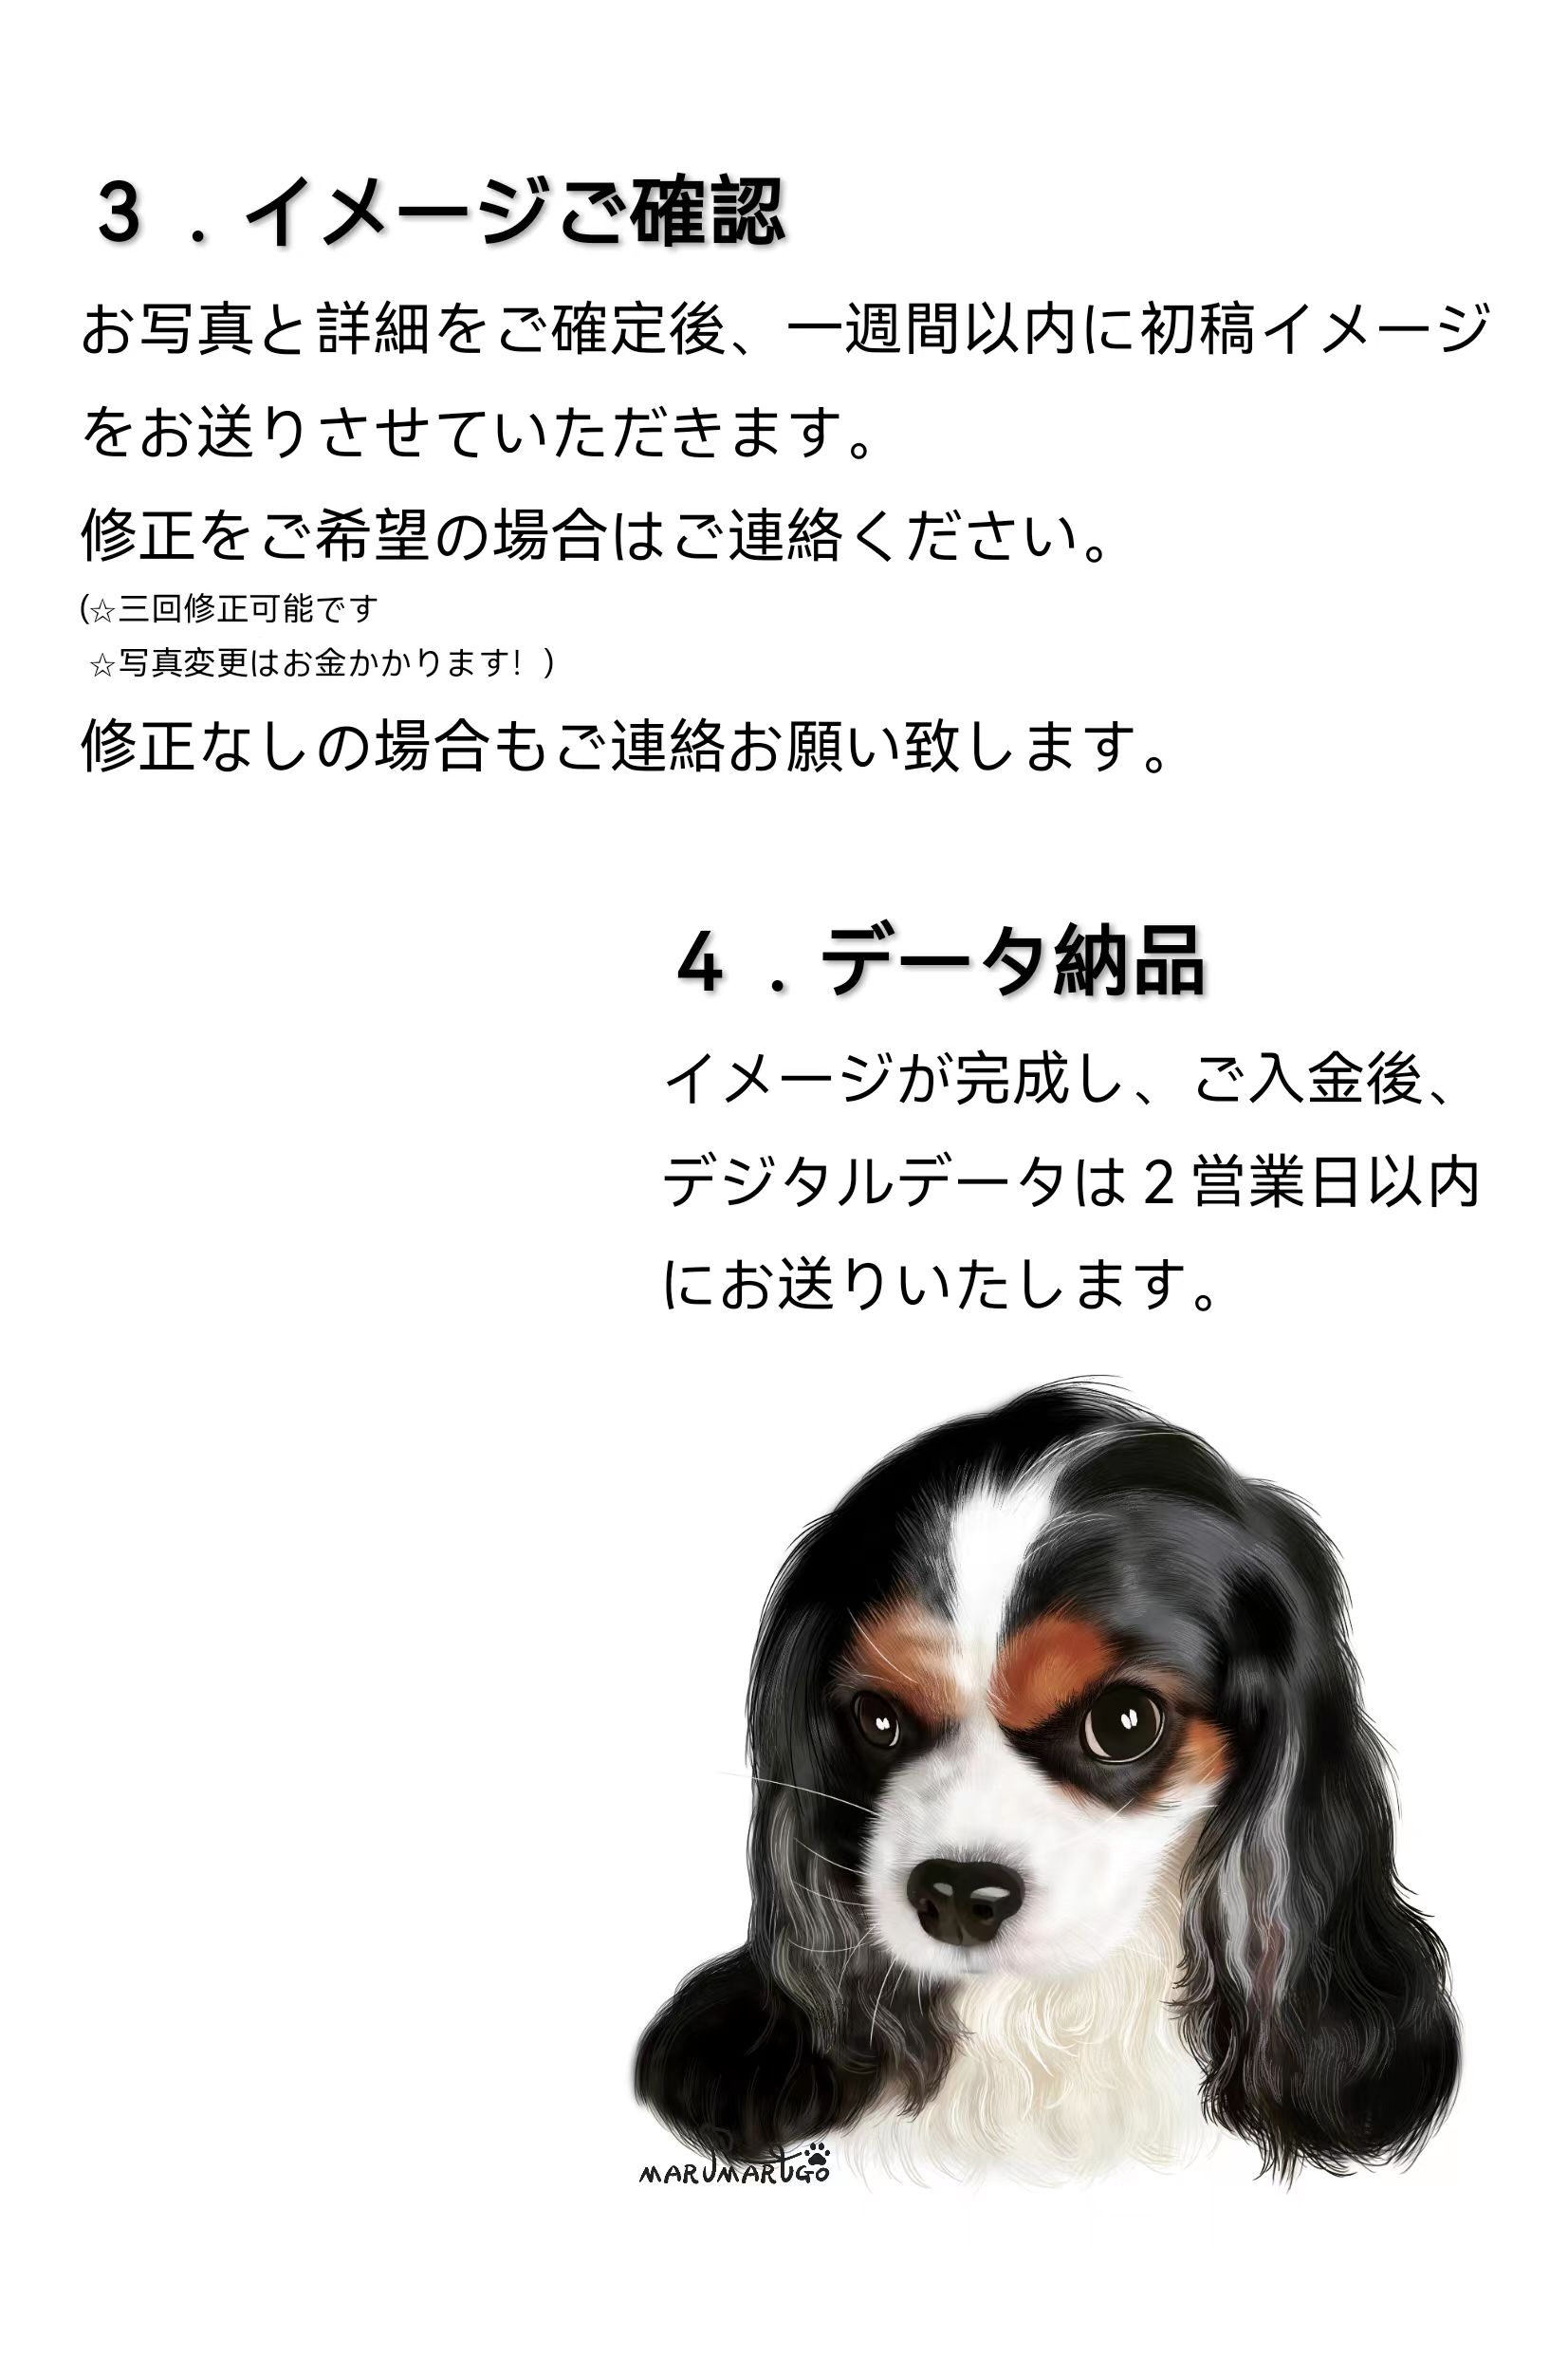 3．イメージご確認
お写真と詳細をご確定後、一週間以内に初稿イメージ
をお送りさせていただきます。
修正をご希望の場合はご連絡ください。
(☆三回修正可能です
☆写真変更はお金かかります！)
修正なしの場合もご連絡お願い致します。
4．データ納品
イメージが完成し、ご入金後、
デジタルデータは2営業日以内
にお送りいたします。
MARUMARUGO